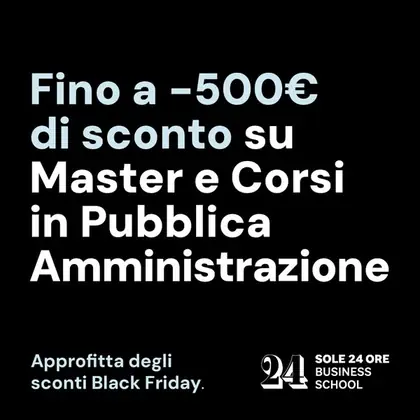 Fino a -500€
di sconto su
Master e Corsi
in Pubblica
Amministrazione
Approfitta degli
sconti Black Friday.
24
SOLE 24 ORE
BUSINESS
SCHOOL